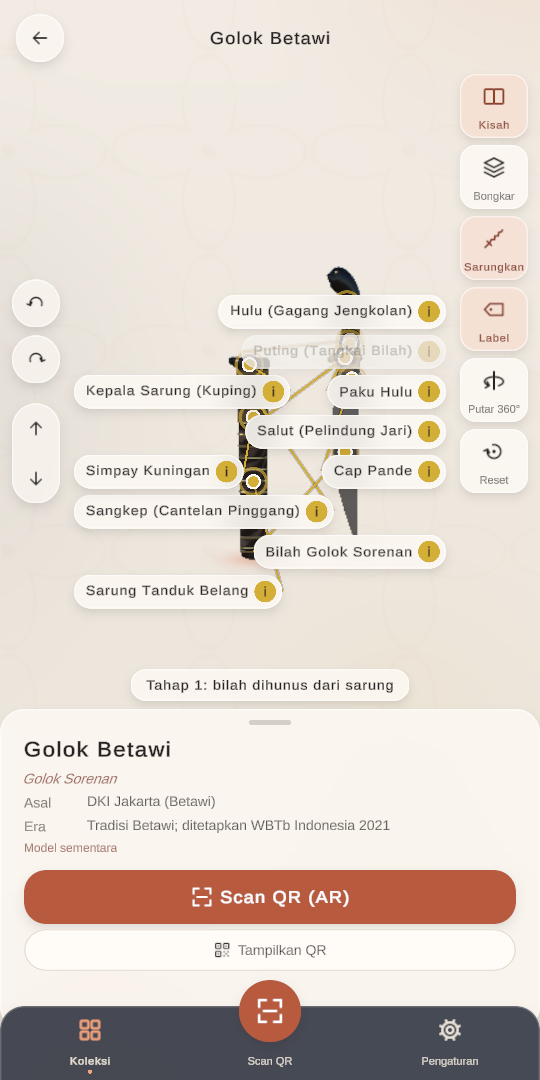 Golok Betawi
Kisah
Bongkar
Sarungkan
Hulu (Gagang Jengkolan) i
Label
Puting (Tangkai Bilah) i
Kepala Sarung (Kuping) i
Paku Hulu i
Putar 360°
Salut (Pelindung Jari) i
Simpay Kuningan i
Cap Pande i
Reset
Sangkep (Cantelan Pinggang) i
Bilah Golok Sorenan i
Sarung Tanduk Belang i
Tahap 1: bilah dihunus dari sarung
Golok Betawi
Golok Sorenan
Asal DKI Jakarta (Betawi)
Era Tradisi Betawi; ditetapkan WBTb Indonesia 2021
Model sementara
Scan QR (AR)
Tampilkan QR
Koleksi
Scan QR
Pengaturan